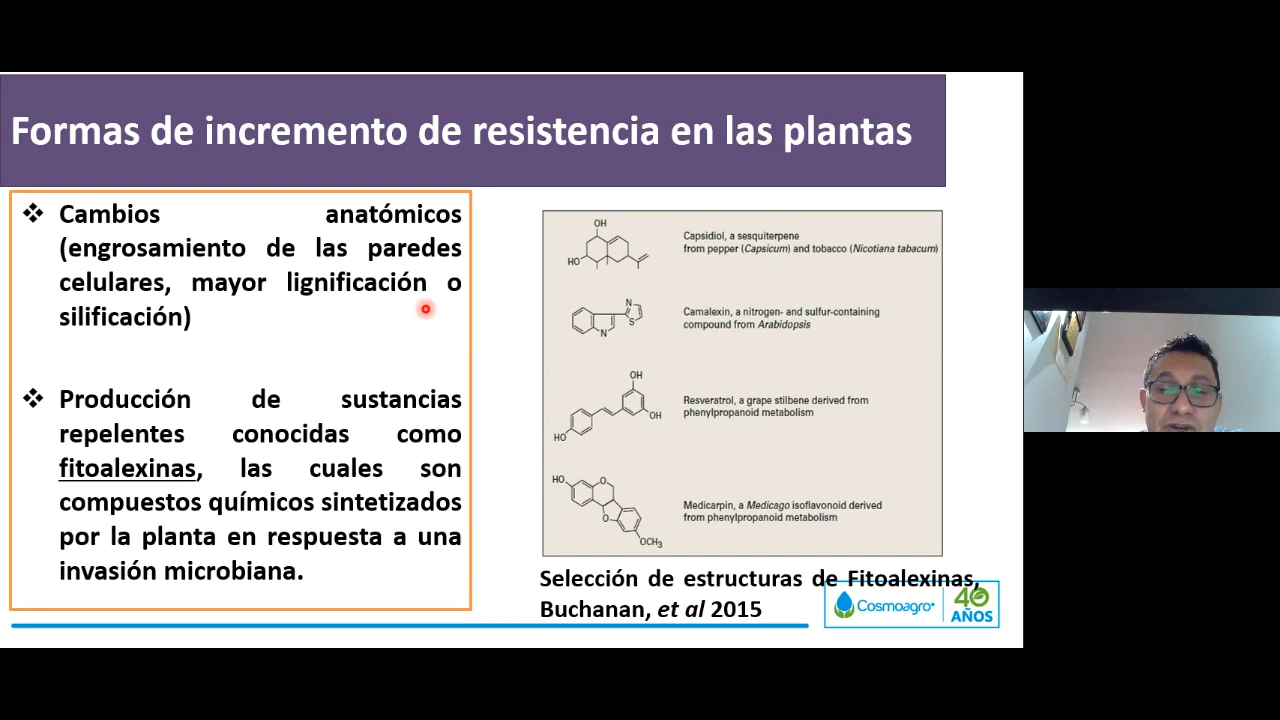 Formas de incremento de resistencia en las plantas
❖ Cambios anatómicos
(engrosamiento de las paredes
celulares, mayor lignificación o
silificación)
❖ Producción de sustancias
repelentes conocidas como
fitoalexinas, las cuales son
compuestos químicos sintetizados
por la planta en respuesta a una
invasión microbiana.
OH
HO
Capsidiol, a sesquiterpene
from pepper (Capsicum) and tobacco (Nicotiana tabacum)
N
S
N
Camalexin, a nitrogen- and sulfur-containing
compound from Arabidopsis
OH
OH
HO
Resveratrol, a grape stilbene derived from
phenylpropanoid metabolism
HO
O
O
OCH3
Medicarpin, a Medicago isoflavonoid derived
from phenylpropanoid metabolism
Selección de estructuras de Fitoalexinas,
Buchanan, et al 2015
Cosmoagro
40
AÑOS